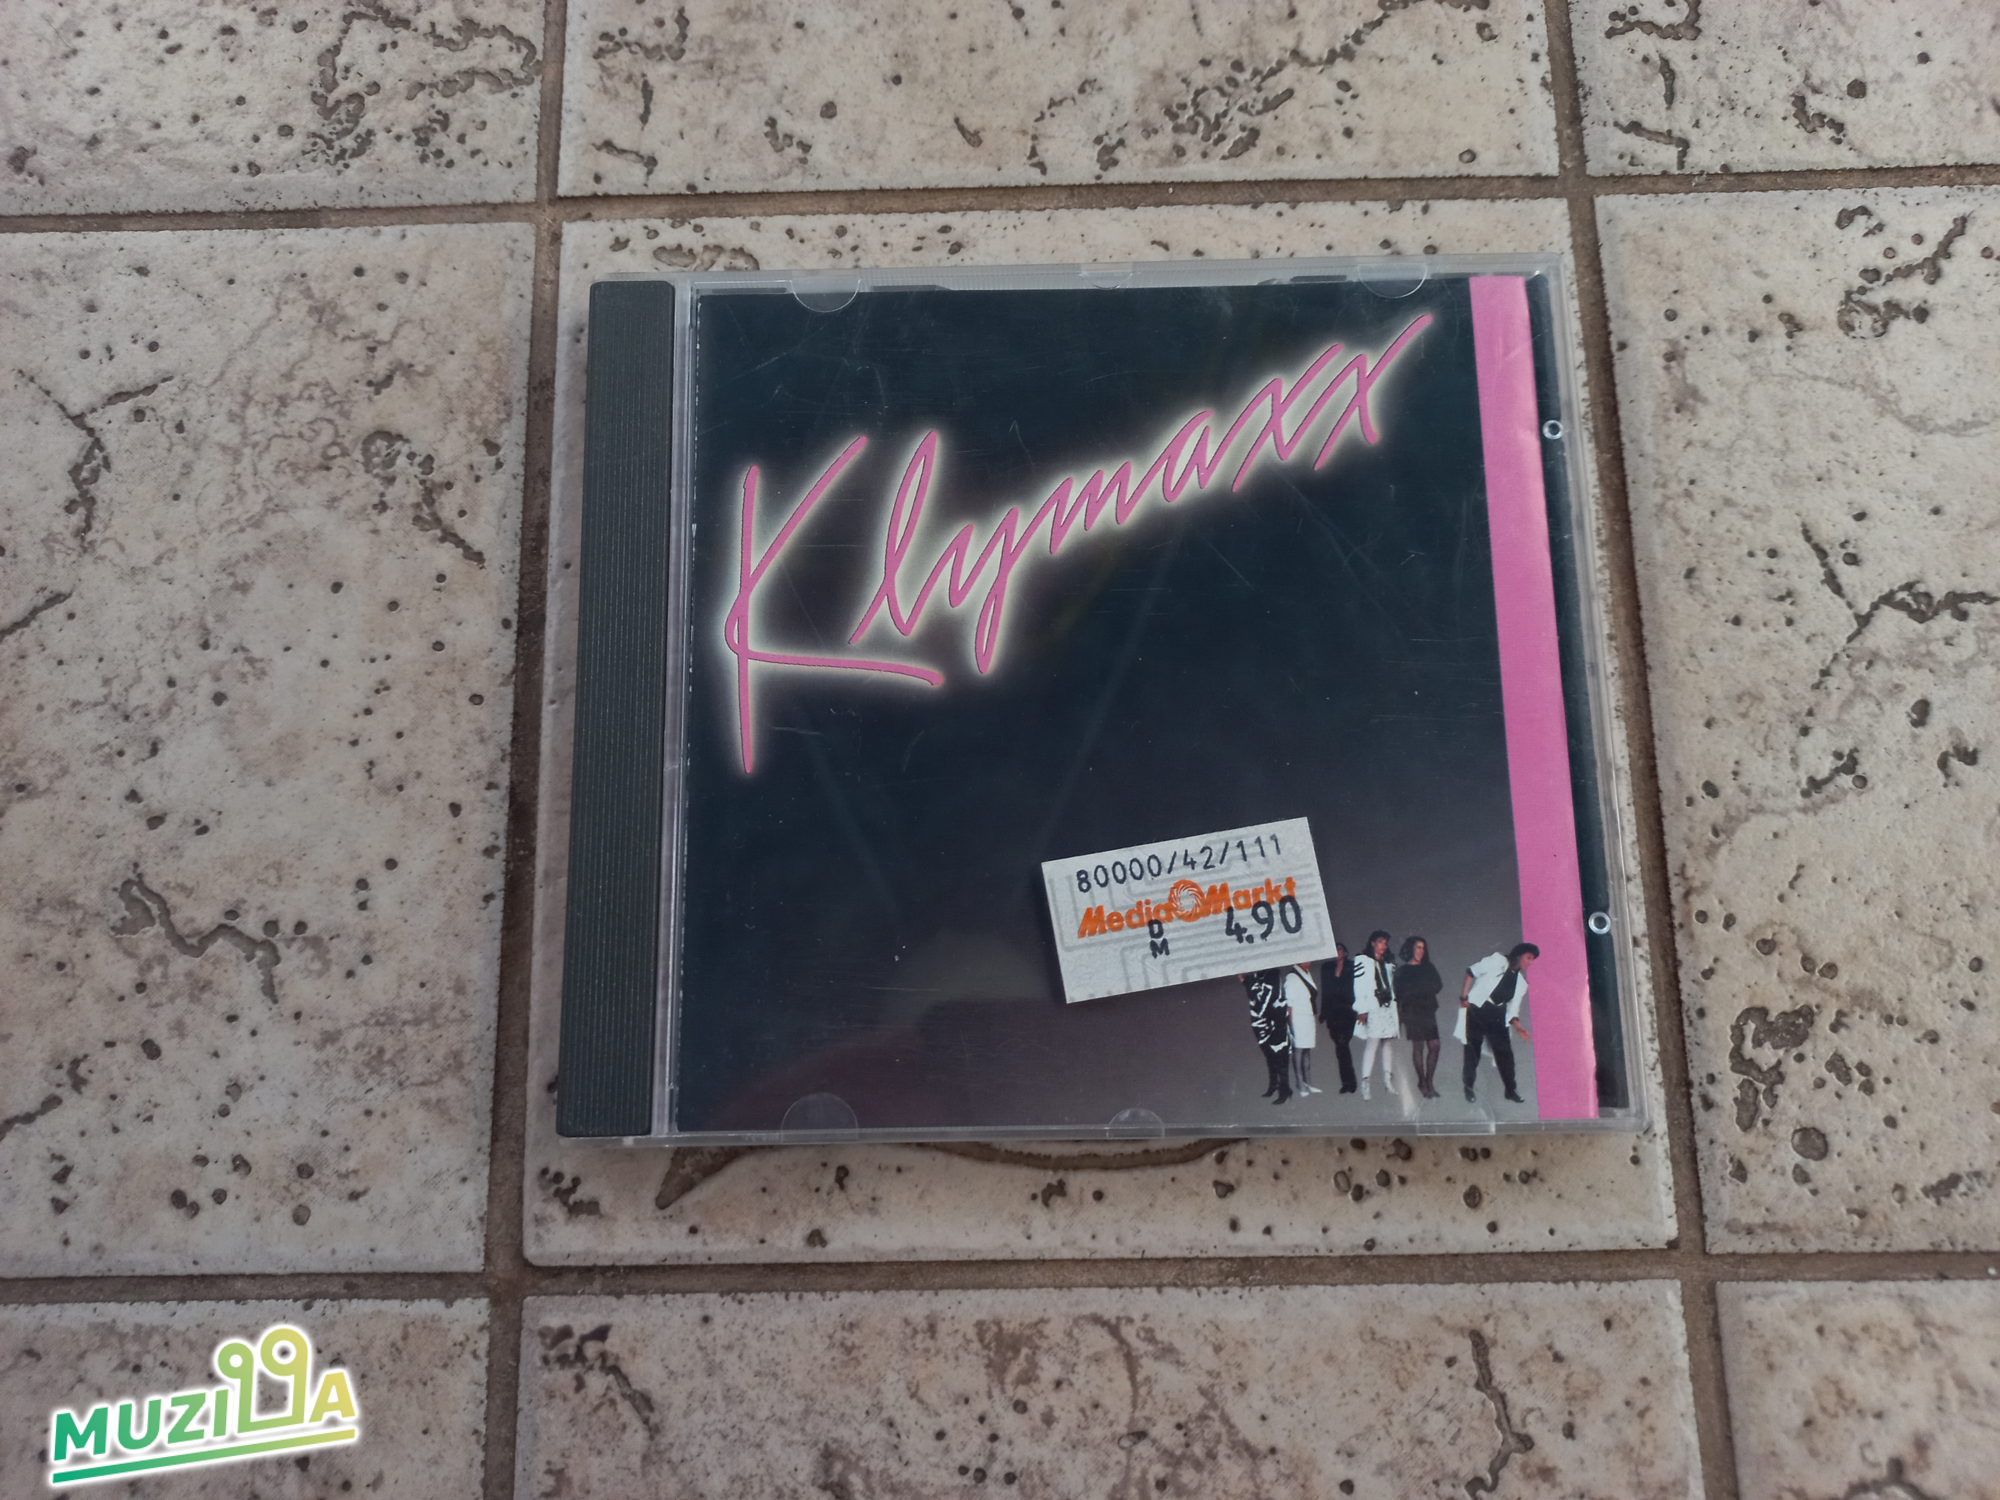 Klymaxx
80000/42/111
Media Markt
DM 4.90
MUZILLA